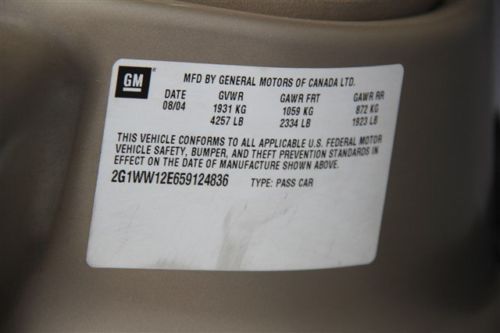 GM MFD BY GENERAL MOTORS OF CANADA LTD.
DATE GVWR GAWR FRT GAWR RR
08/04 1931 KG 1059 KG 872 KG
4257 LB 2334 LB 1923 LB
THIS VEHICLE CONFORMS TO ALL APPLICABLE U.S. FEDERAL MOTOR
VEHICLE SAFETY, BUMPER, AND THEFT PREVENTION STANDARDS IN
EFFECT ON THE DATE OF MANUFACTURE SHOWN ABOVE.
2G1WW12E659124836 TYPE: PASS CAR